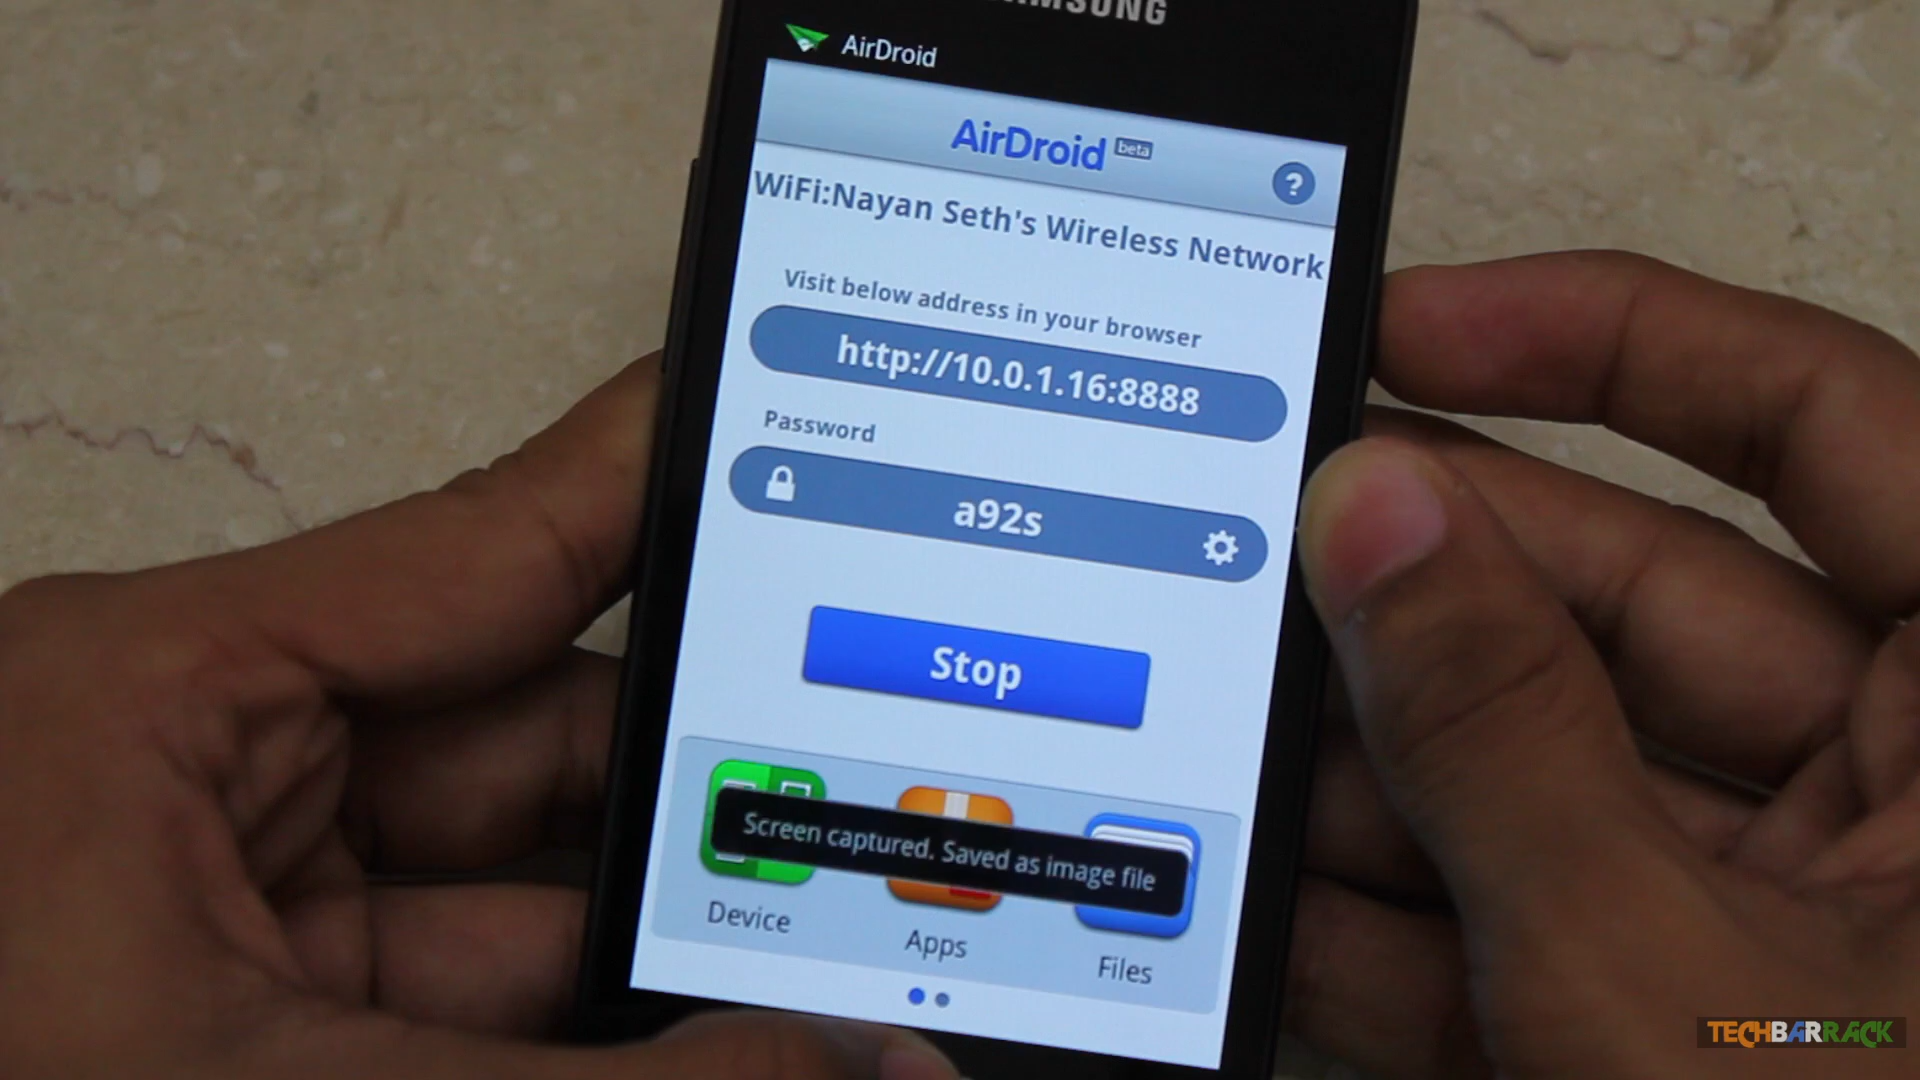 SAMSUNG
AirDroid
AirDroid beta
?
WiFi:Nayan Seth's Wireless Network
Visit below address in your browser
http://10.0.1.16:8888
Password
a92s
Stop
Screen captured. Saved as image file
Device
Apps
Files
TECHBARRACK